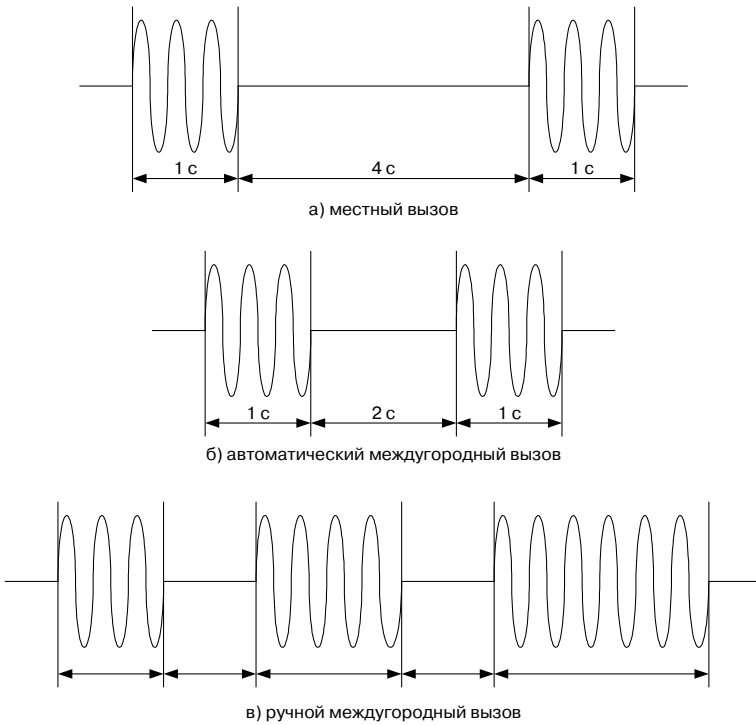 1 с 4 с 1 с
а) местный вызов
1 с 2 с 1 с
б) автоматический междугородный вызов
в) ручной междугородный вызов